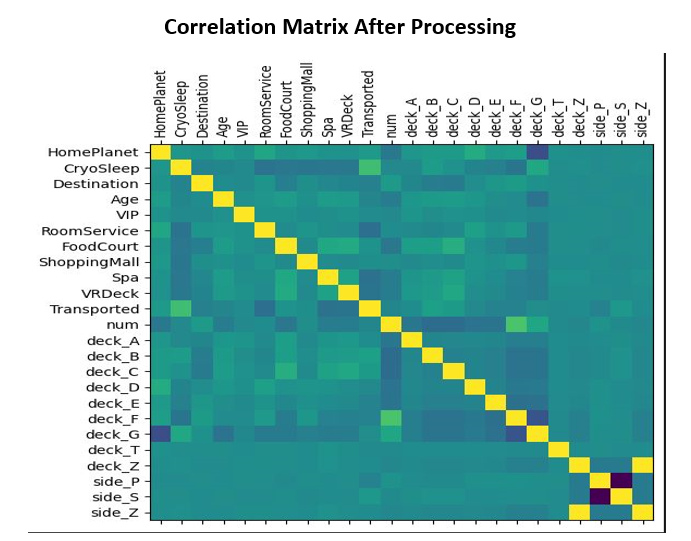 Correlation Matrix After Processing
HomePlanet
CryoSleep
Destination
Age
VIP
RoomService
FoodCourt
ShoppingMall
Spa
VRDeck
Transported
num
deck_A
deck_B
deck_C
deck_D
deck_E
deck_F
deck_G
deck_T
deck_Z
side_P
side_S
side_Z
HomePlanet
CryoSleep
Destination
Age
VIP
RoomService
FoodCourt
ShoppingMall
Spa
VRDeck
Transported
num
deck_A
deck_B
deck_C
deck_D
deck_E
deck_F
deck_G
deck_T
deck_Z
side_P
side_S
side_Z